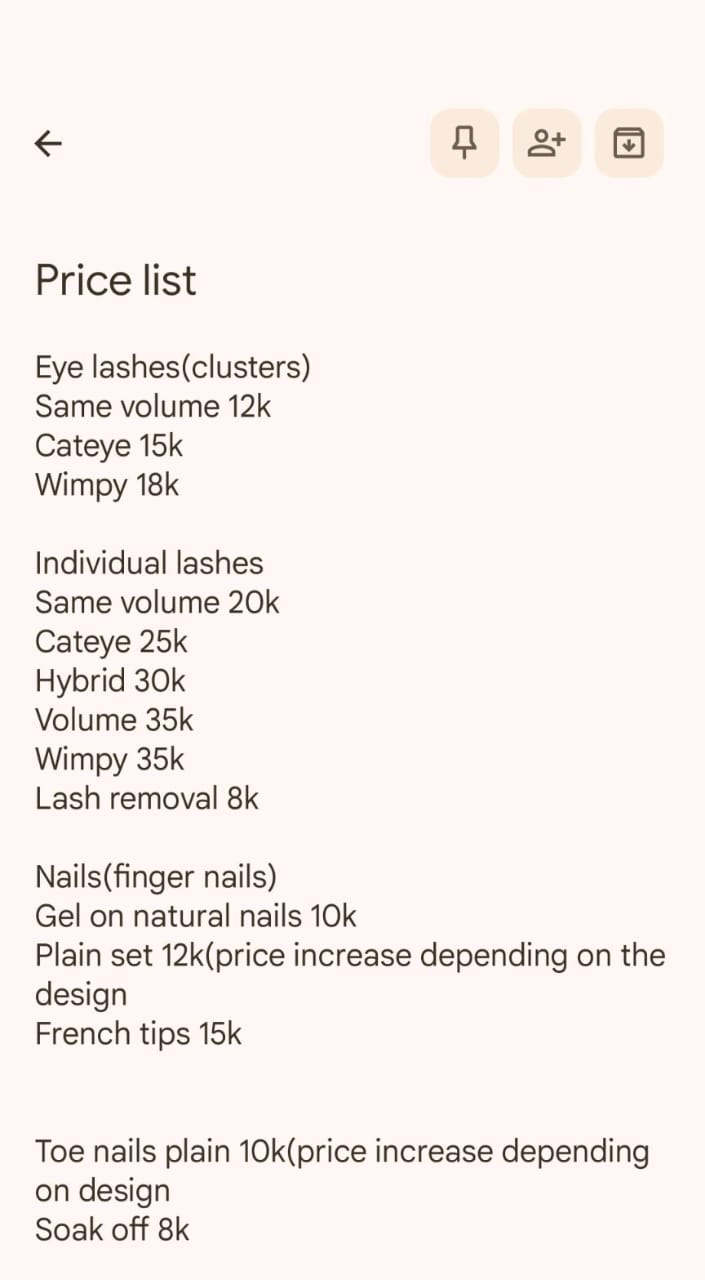 Price list
Eye lashes(clusters)
Same volume 12k
Cateye 15k
Wimpy 18k
Individual lashes
Same volume 20k
Cateye 25k
Hybrid 30k
Volume 35k
Wimpy 35k
Lash removal 8k
Nails(finger nails)
Gel on natural nails 10k
Plain set 12k(price increase depending on the
design
French tips 15k
Toe nails plain 10k(price increase depending
on design
Soak off 8k